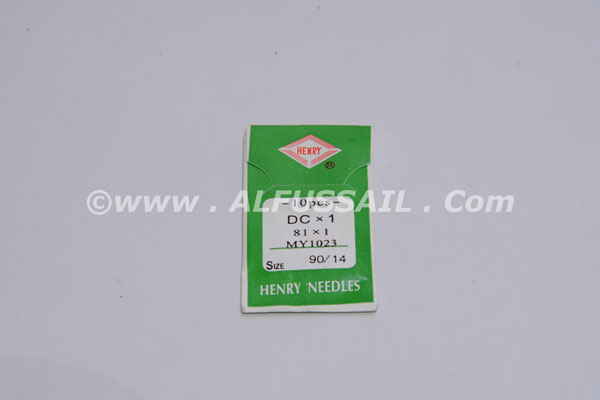 HENRY
®
-10pcs-
©www . ALFUSSAIL . Com
DC × 1
81 × 1
MY1023
SIZE 90/14
HENRY NEEDLES